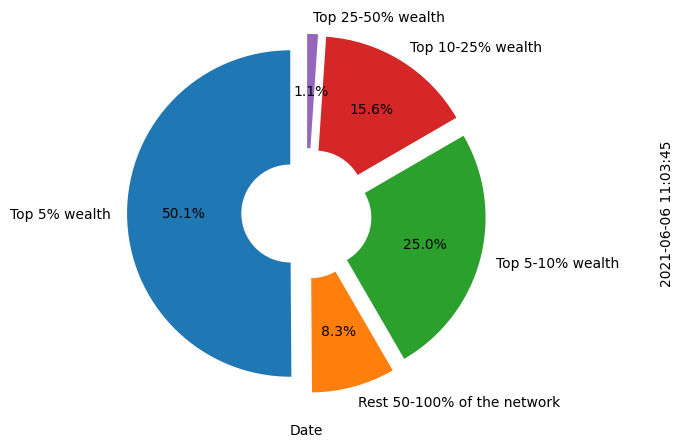 Top 25-50% wealth
Top 10-25% wealth
1.1%
15.6%
Top 5% wealth
50.1%
25.0%
Top 5-10% wealth
8.3%
Rest 50-100% of the network
Date
2021-06-06 11:03:45